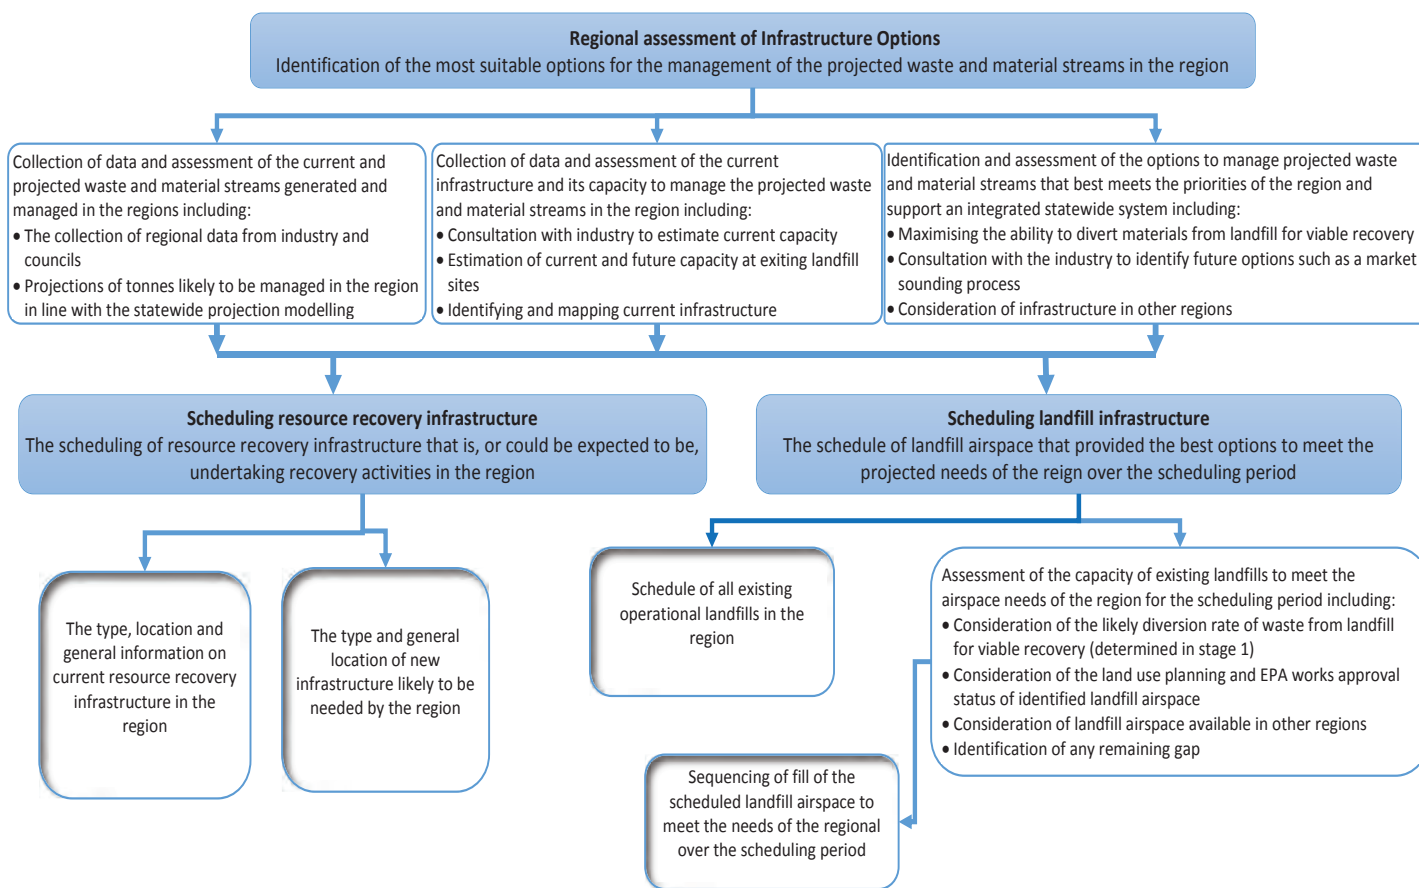 Regional assessment of Infrastructure Options
Identification of the most suitable options for the management of the projected waste and material streams in the region
Collection of data and assessment of the current and
projected waste and material streams generated and
managed in the regions including:
• The collection of regional data from industry and
councils
• Projections of tonnes likely to be managed in the region
in line with the statewide projection modelling
Collection of data and assessment of the current
infrastructure and its capacity to manage the projected waste
and material streams in the region including:
• Consultation with industry to estimate current capacity
• Estimation of current and future capacity at exiting landfill
sites
• Identifying and mapping current infrastructure
Identification and assessment of the options to manage projected waste
and material streams that best meets the priorities of the region and
support an integrated statewide system including:
• Maximising the ability to divert materials from landfill for viable recovery
• Consultation with the industry to identify future options such as a market
sounding process
• Consideration of infrastructure in other regions
Scheduling resource recovery infrastructure
The scheduling of resource recovery infrastructure that is, or could be expected to be,
undertaking recovery activities in the region
Scheduling landfill infrastructure
The schedule of landfill airspace that provided the best options to meet the
projected needs of the reign over the scheduling period
The type, location and
general information on
current resource recovery
infrastructure in the
region
The type and general
location of new
infrastructure likely to be
needed by the region
Schedule of all existing
operational landfills in the
region
Assessment of the capacity of existing landfills to meet the
airspace needs of the region for the scheduling period including:
• Consideration of the likely diversion rate of waste from landfill
for viable recovery (determined in stage 1)
• Consideration of the land use planning and EPA works approval
status of identified landfill airspace
• Consideration of landfill airspace available in other regions
• Identification of any remaining gap
Sequencing of fill of the
scheduled landfill airspace to
meet the needs of the regional
over the scheduling period